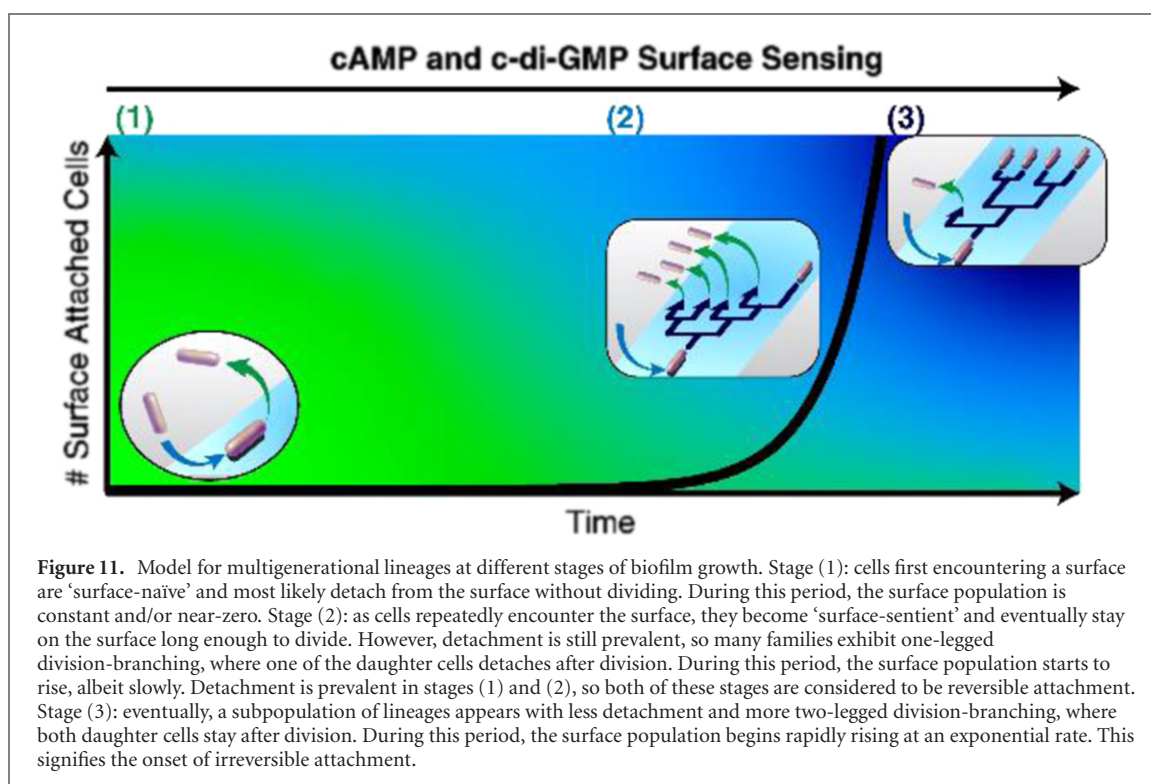 cAMP and c-di-GMP Surface Sensing
(1)
(2)
(3)
# Surface Attached Cells
Time
Figure 11. Model for multigenerational lineages at different stages of biofilm growth. Stage (1): cells first encountering a surface
are ‘surface-naïve’ and most likely detach from the surface without dividing. During this period, the surface population is
constant and/or near-zero. Stage (2): as cells repeatedly encounter the surface, they become ‘surface-sentient’ and eventually stay
on the surface long enough to divide. However, detachment is still prevalent, so many families exhibit one-legged
division-branching, where one of the daughter cells detaches after division. During this period, the surface population starts to
rise, albeit slowly. Detachment is prevalent in stages (1) and (2), so both of these stages are considered to be reversible attachment.
Stage (3): eventually, a subpopulation of lineages appears with less detachment and more two-legged division-branching, where
both daughter cells stay after division. During this period, the surface population begins rapidly rising at an exponential rate. This
signifies the onset of irreversible attachment.